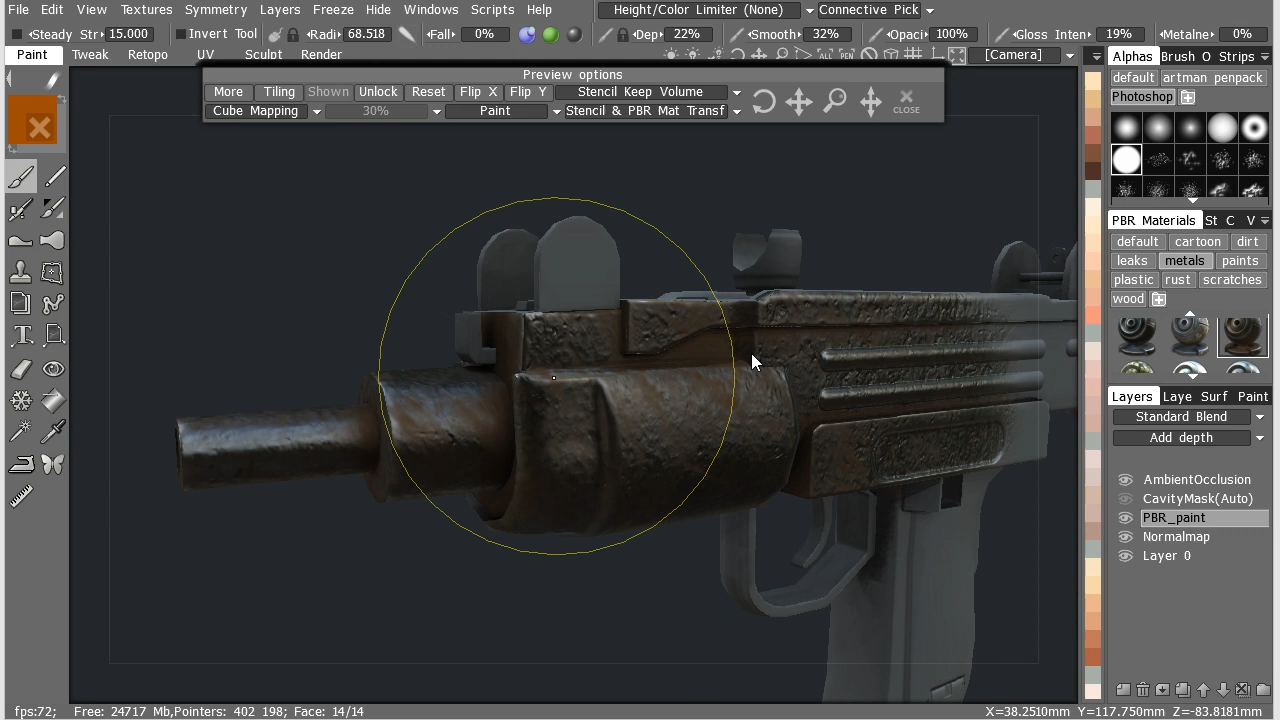 File Edit View Textures Symmetry Layers Freeze Hide Windows Scripts Help Height/Color Limiter (None) Connective Pick
Steady Str 15.000 Invert Tool Radi 68.518 Fall 0% Dep 22% Smooth 32% Opaci 100% Gloss Inten 19% Metalne 0%
Paint Tweak Retopo UV Sculpt Render [Camera] Alphas Brush O Strips
Preview options
default artman penpack
More Tiling Shown Unlock Reset Flip X Flip Y Stencil Keep Volume
Photoshop
Cube Mapping 30% Paint Stencil & PBR Mat Transf CLOSE
PBR Materials St C V
default cartoon dirt
leaks metals paints
plastic rust scratches
wood
Layers Laye Surf Paint
Standard Blend
Add depth
AmbientOcclusion
CavityMask(Auto)
PBR_paint
Normalmap
Layer 0
fps:72; Free: 24717 Mb,Pointers: 402 198; Face: 14/14 X=38.2510mm Y=117.750mm Z=-83.8181mm